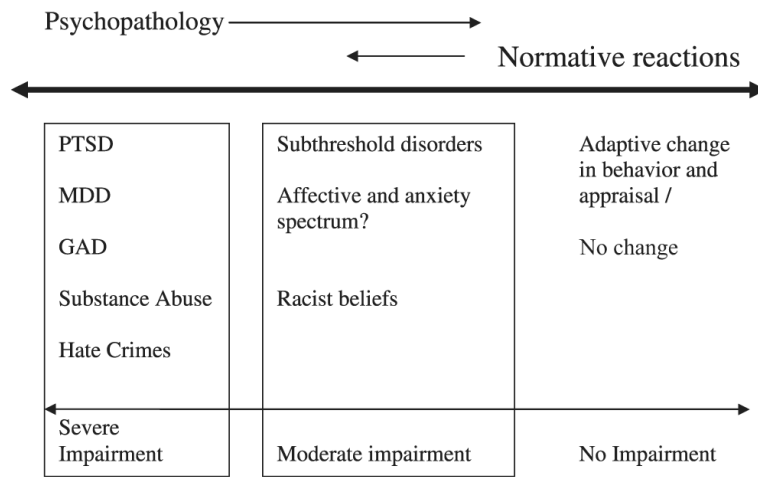 Psychopathology
Normative reactions
PTSD
MDD
GAD
Substance Abuse
Hate Crimes
Subthreshold disorders
Affective and anxiety
spectrum?
Racist beliefs
Adaptive change
in behavior and
appraisal /
No change
Severe
Impairment
Moderate impairment
No Impairment